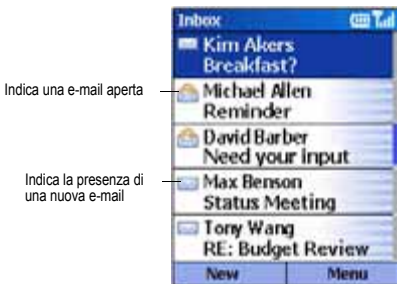 Inbox
Kim Akers
Breakfast?
Indica una e-mail aperta
Michael Allen
Reminder
David Barber
Need your input
Indica la presenza di
una nuova e-mail
Max Benson
Status Meeting
Tony Wang
RE: Budget Review
New Menu